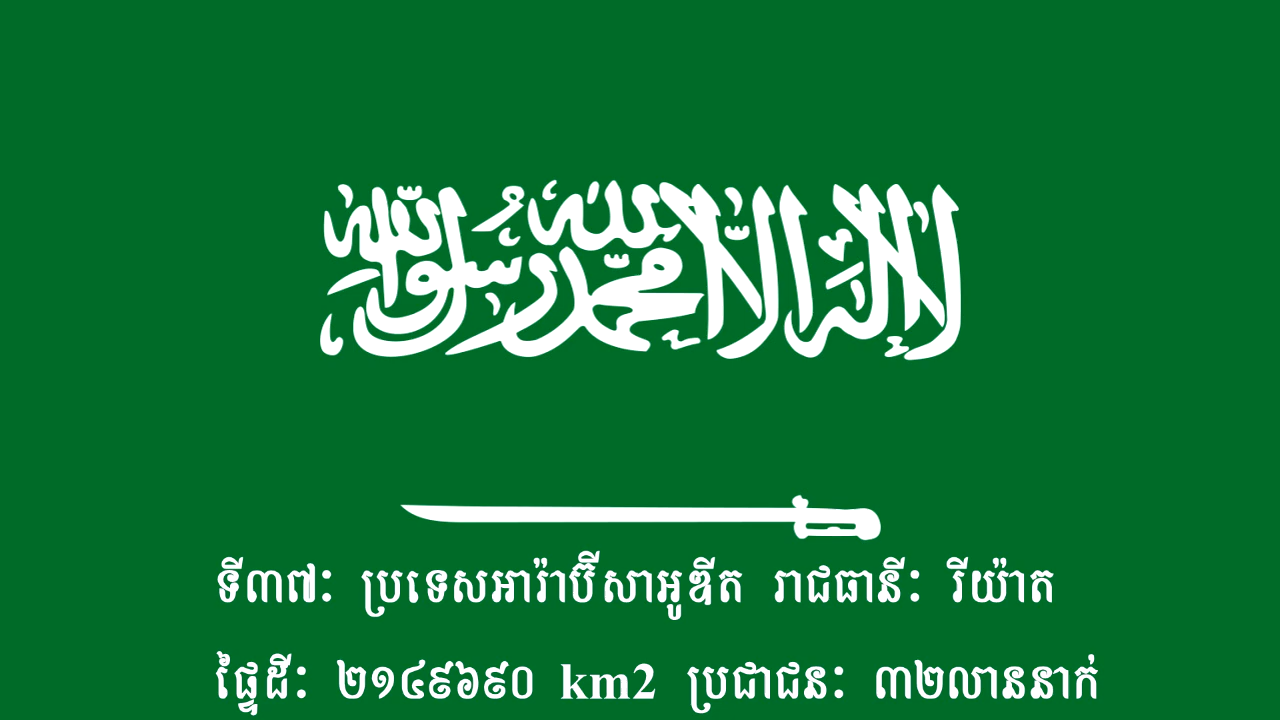 لا إله إلا الله محمد رسول الله
ទី៣៧: ប្រទេសអារ៉ាប៊ីសាអូឌីត រាជធានី: រីយ៉ាត
ផ្ទៃដី: ២១៤៩៦៩០ km2 ប្រជាជន: ៣២លាននាក់